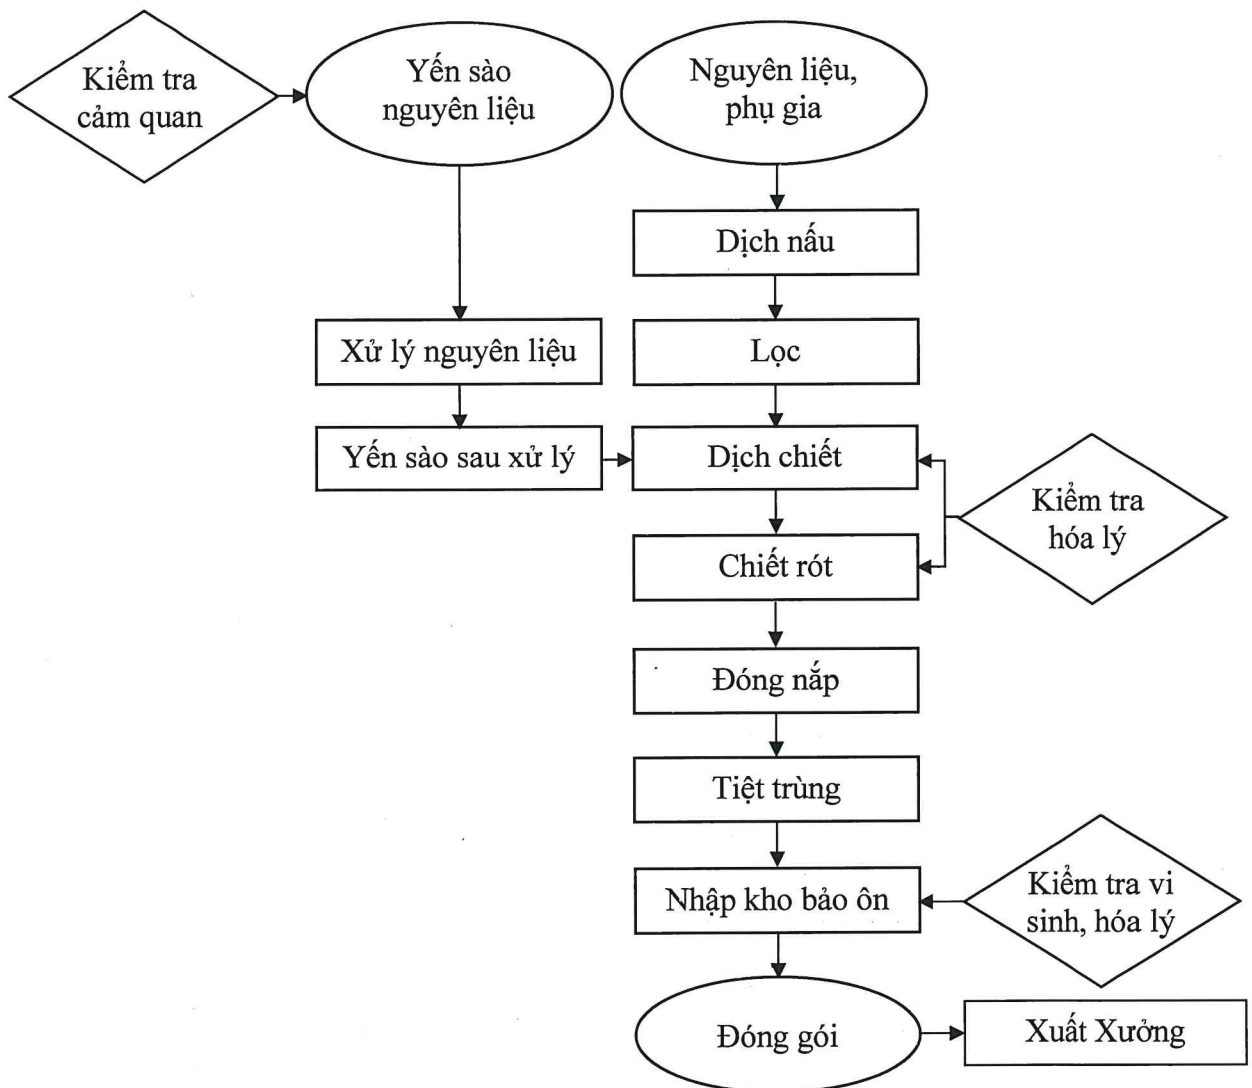 Kiểm tra
cảm quan
Yến sào
nguyên liệu
Nguyên liệu,
phụ gia
Dịch nấu
Xử lý nguyên liệu
Lọc
Yến sào sau xử lý
Dịch chiết
Kiểm tra
hóa lý
Chiết rót
Đóng nắp
Tiệt trùng
Nhập kho bảo ôn
Kiểm tra vi
sinh, hóa lý
Đóng gói
Xuất Xưởng